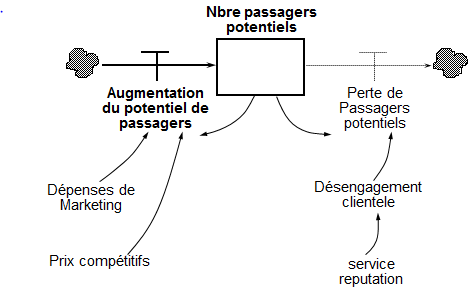 Nbre passagers
potentiels
Augmentation
du potentiel de
passagers
Perte de
Passagers
potentiels
Dépenses de
Marketing
Désengagement
clientele
Prix compétitifs
service
reputation